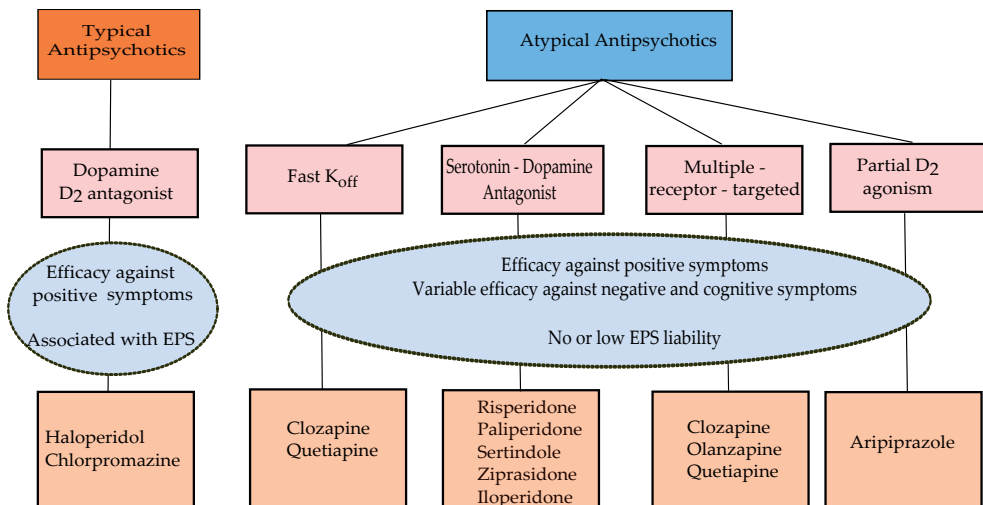 Typical
Antipsychotics
Atypical Antipsychotics
Dopamine
D2 antagonist
Fast Koff
Serotonin - Dopamine
Antagonist
Multiple -
receptor - targeted
Partial D2
agonism
Efficacy against
positive symptoms
Associated with EPS
Efficacy against positive symptoms
Variable efficacy against negative and cognitive symptoms
No or low EPS liability
Haloperidol
Chlorpromazine
Clozapine
Quetiapine
Risperidone
Paliperidone
Sertindole
Ziprasidone
Iloperidone
Clozapine
Olanzapine
Quetiapine
Aripiprazole